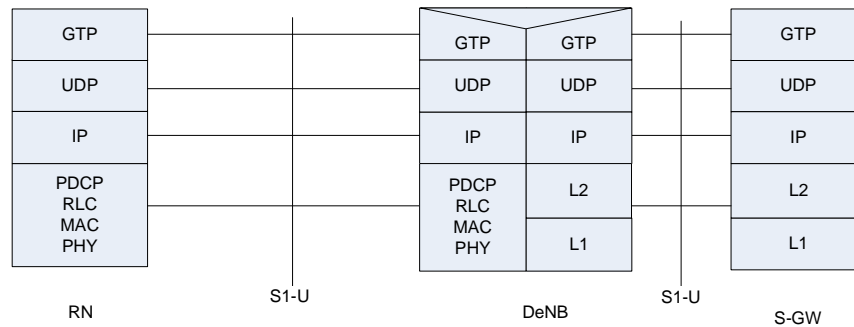 GTP
UDP
IP
PDCP
RLC
MAC
PHY
RN
S1-U
GTP
GTP
UDP
UDP
IP
IP
PDCP
RLC
MAC
PHY
L2
L1
DeNB
S1-U
GTP
UDP
IP
L2
L1
S-GW